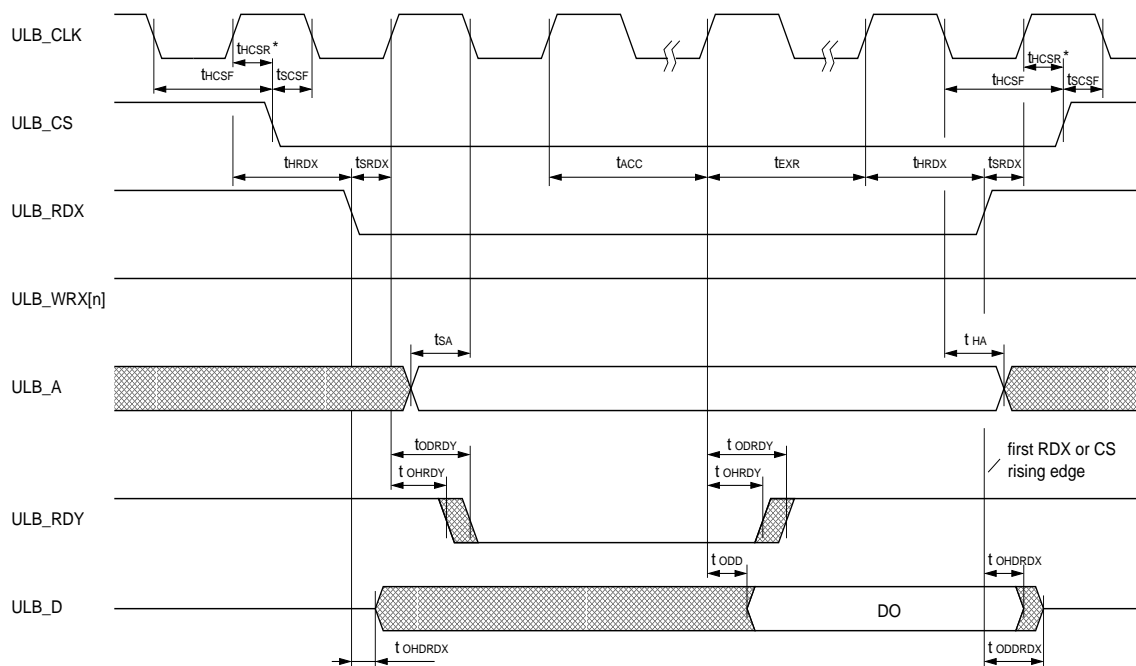 ULB_CLK
tHCSR*
tHCSF
tSCSF
tHCSR*
tHCSF
tSCSF
ULB_CS
tHRDX
tSRDX
tACC
tEXR
tHRDX
tSRDX
ULB_RDX
ULB_WRX[n]
tSA
t HA
ULB_A
tODRDY
t ODRDY
t OHRDY
t OHRDY
first RDX or CS
rising edge
ULB_RDY
t ODD
t OHDRDX
ULB_D
DO
t OHDRDX
t ODDRDX